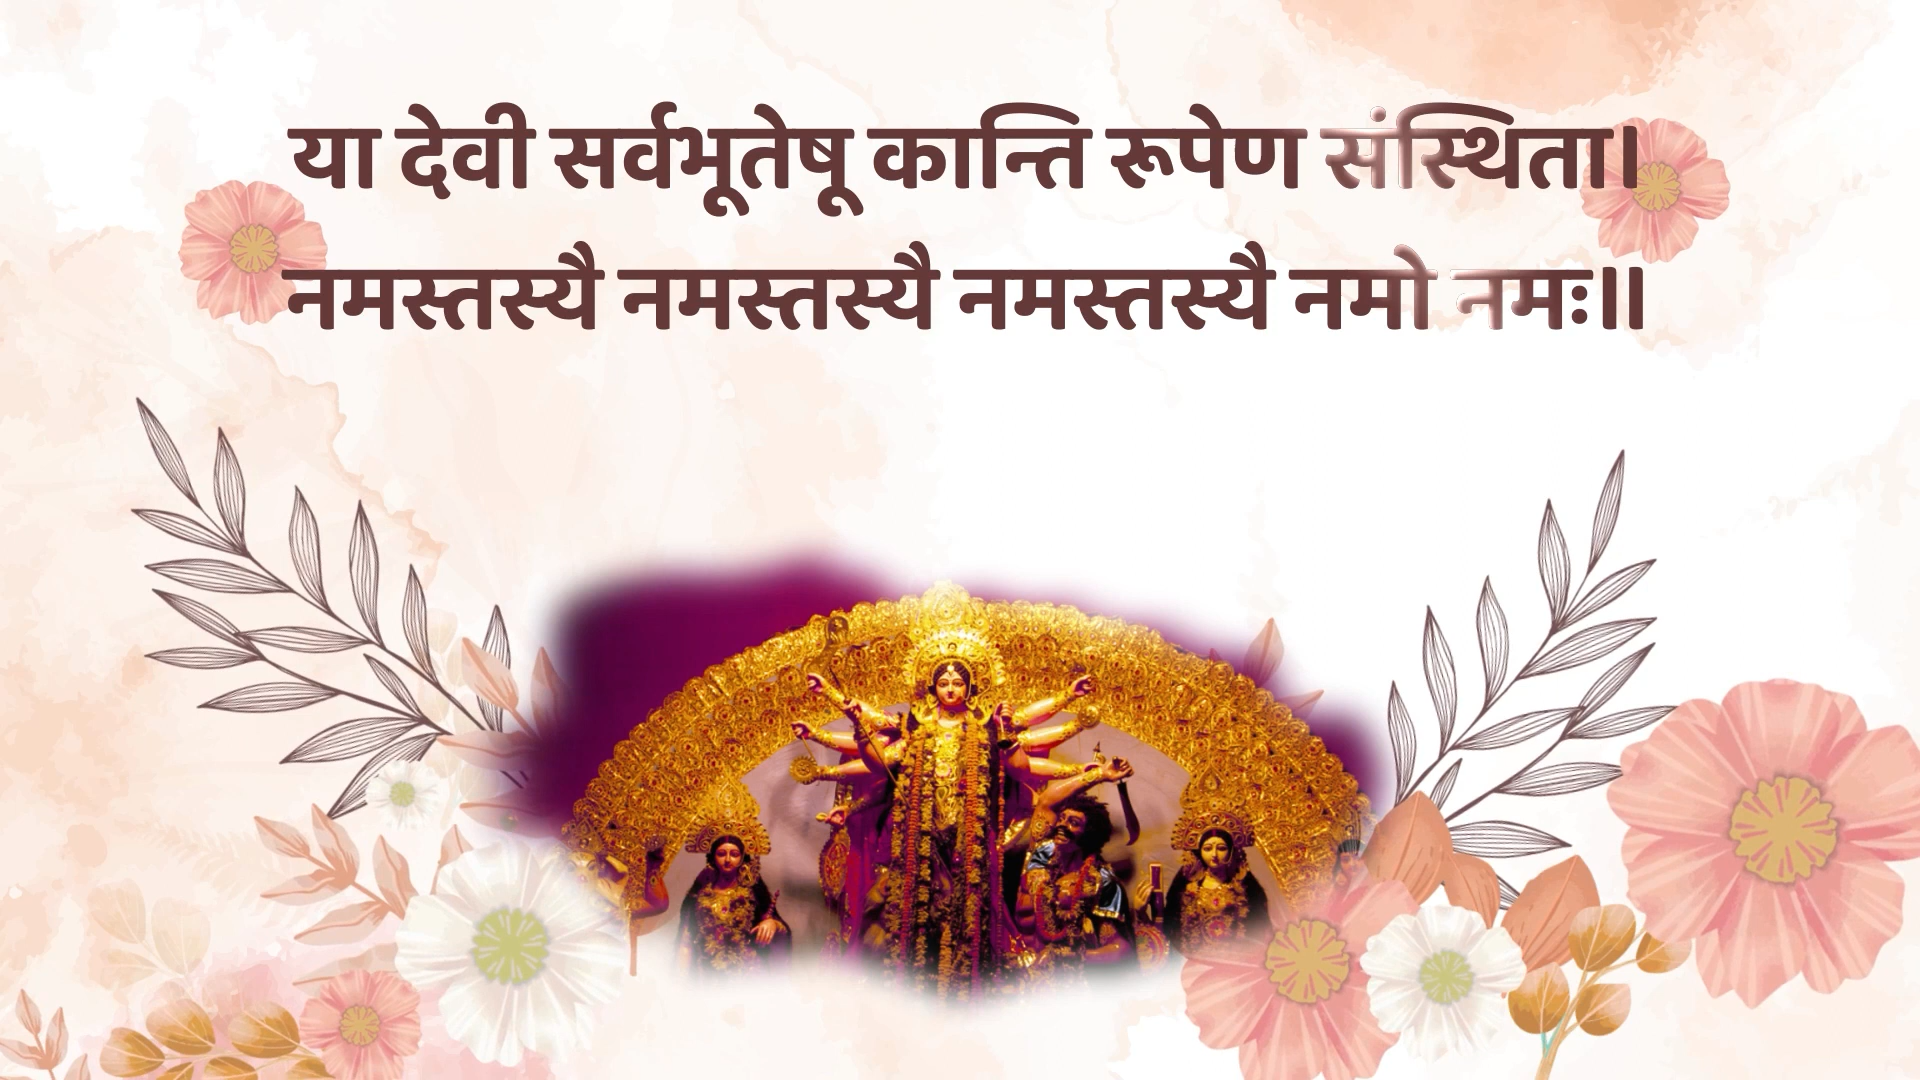 या देवी सर्वभूतेषू कान्ति रूपेण संस्थिता।
नमस्तस्यै नमस्तस्यै नमस्तस्यै नमो नमः॥